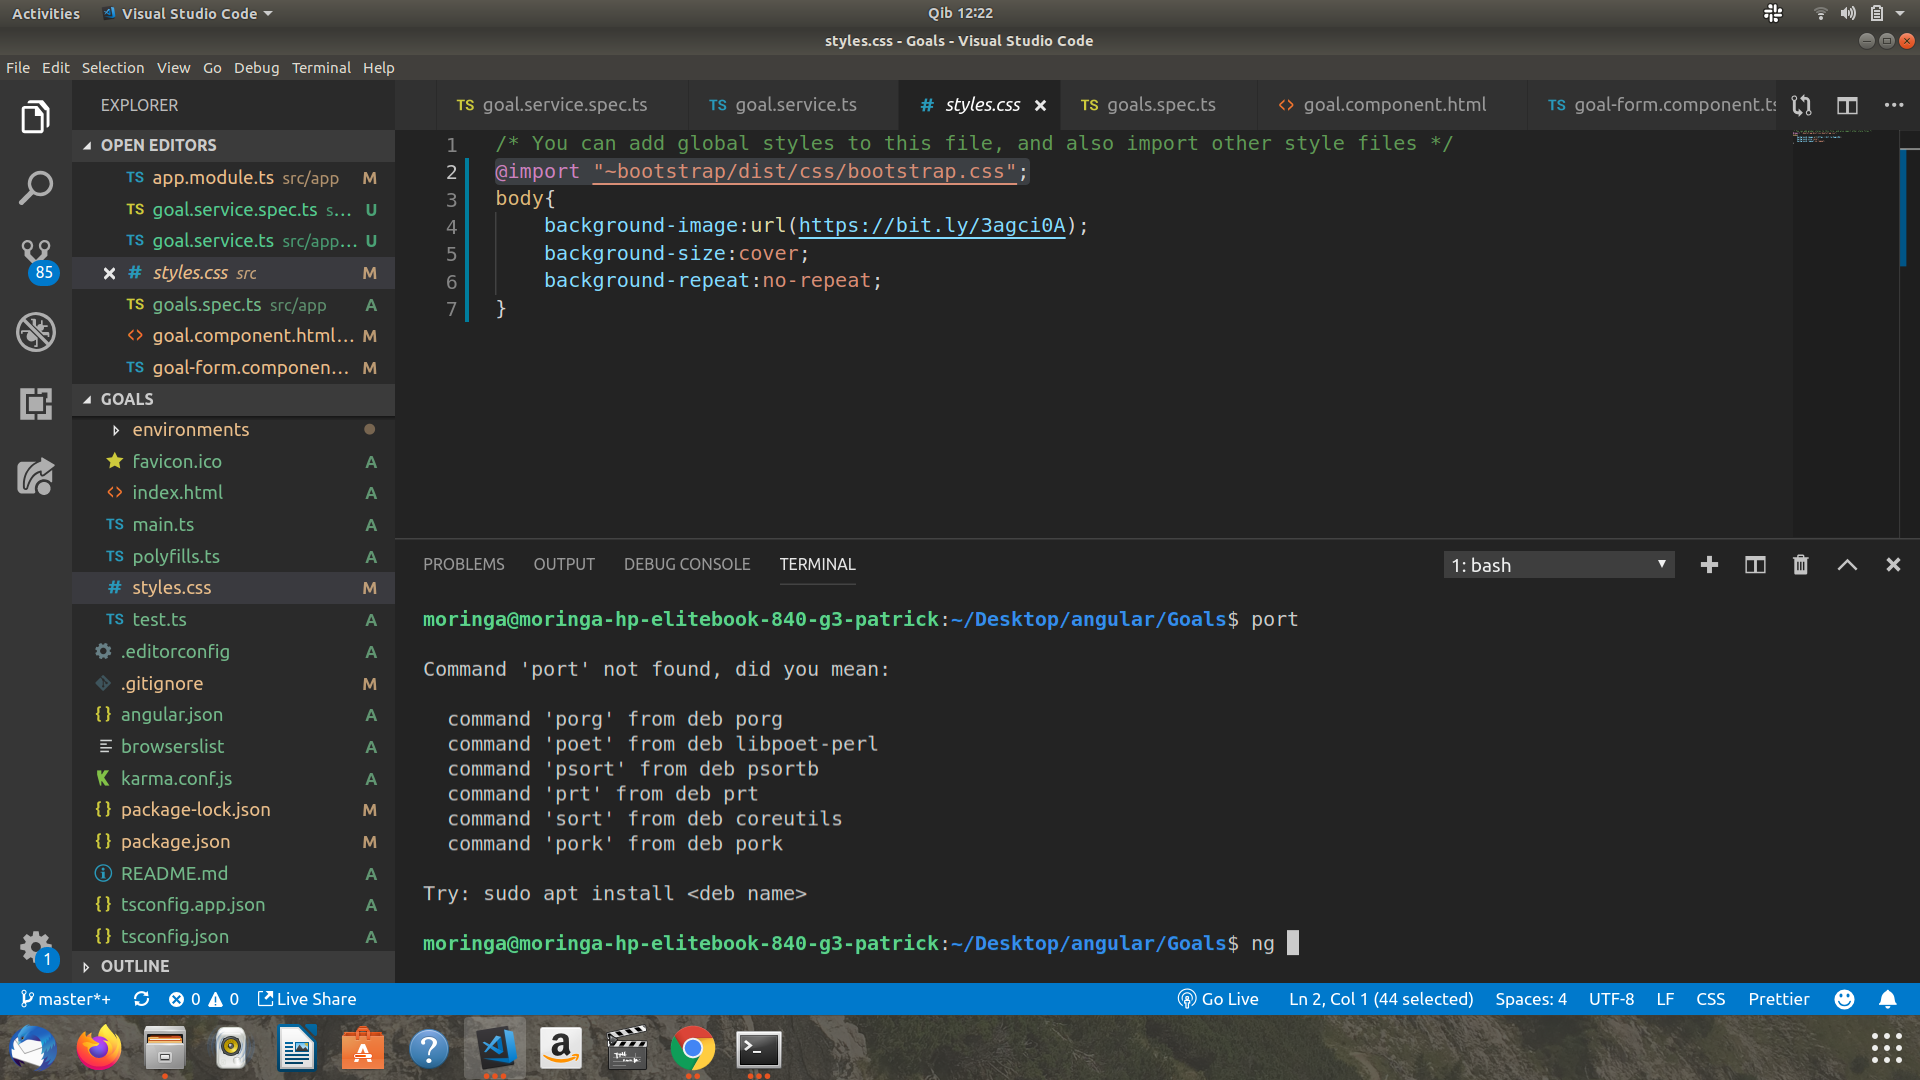 Activities Visual Studio Code Qib 12:22
styles.css - Goals - Visual Studio Code
File Edit Selection View Go Debug Terminal Help
EXPLORER
OPEN EDITORS
TS app.module.ts src/app M
TS goal.service.spec.ts s... U
TS goal.service.ts src/app... U
# styles.css src M
TS goals.spec.ts src/app A
<> goal.component.html... M
TS goal-form.componen... M
GOALS
environments
favicon.ico A
<> index.html A
TS main.ts A
TS polyfills.ts A
# styles.css M
TS test.ts A
.editorconfig A
.gitignore M
{} angular.json A
browserslist A
karma.conf.js A
{} package-lock.json M
{} package.json M
README.md A
{} tsconfig.app.json A
{} tsconfig.json A
OUTLINE
85
1
TS goal.service.spec.ts TS goal.service.ts # styles.css TS goals.spec.ts <> goal.component.html TS goal-form.component.ts
1 /* You can add global styles to this file, and also import other style files */
2 @import "~bootstrap/dist/css/bootstrap.css";
3 body{
4 background-image:url(https://bit.ly/3agci0A);
5 background-size:cover;
6 background-repeat:no-repeat;
7 }
PROBLEMS OUTPUT DEBUG CONSOLE TERMINAL 1: bash
moringa@moringa-hp-elitebook-840-g3-patrick:~/Desktop/angular/Goals$ port
Command 'port' not found, did you mean:
command 'porg' from deb porg
command 'poet' from deb libpoet-perl
command 'psort' from deb psortb
command 'prt' from deb prt
command 'sort' from deb coreutils
command 'pork' from deb pork
Try: sudo apt install <deb name>
moringa@moringa-hp-elitebook-840-g3-patrick:~/Desktop/angular/Goals$ ng
master*+ 0 0 Live Share Go Live Ln 2, Col 1 (44 selected) Spaces: 4 UTF-8 LF CSS Prettier